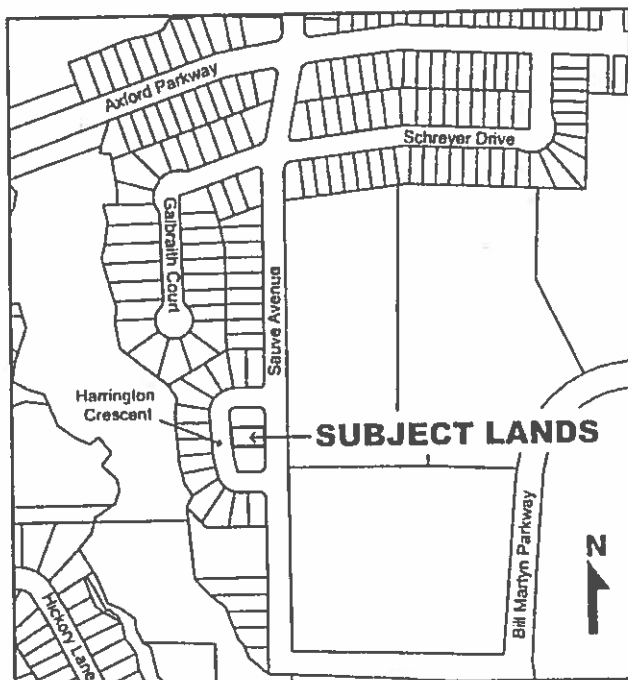 Axford Parkway
Schreyer Drive
Galbraith Court
Sauve Avenue
Harrington
Crescent
SUBJECT LANDS
Bill Martyn Parkway
N
Hickory Lane